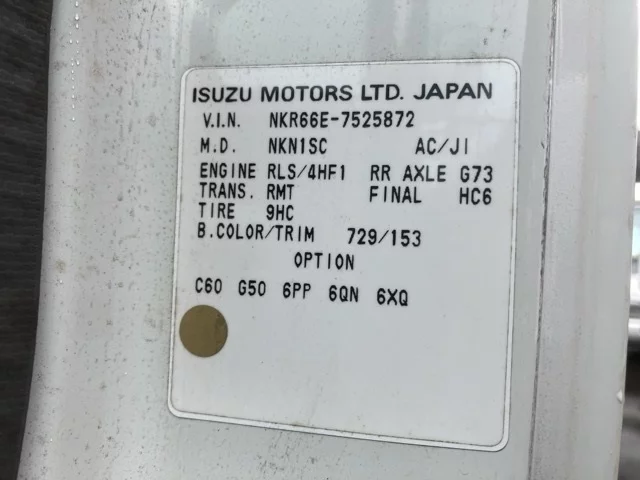 ISUZU MOTORS LTD. JAPAN
V.I.N. NKR66E-7525872
M.D. NKN1SC AC/J1
ENGINE RLS/4HF1 RR AXLE G73
TRANS. RMT FINAL HC6
TIRE 9HC
B.COLOR/TRIM 729/153
OPTION
C60 G50 6PP 6QN 6XQ